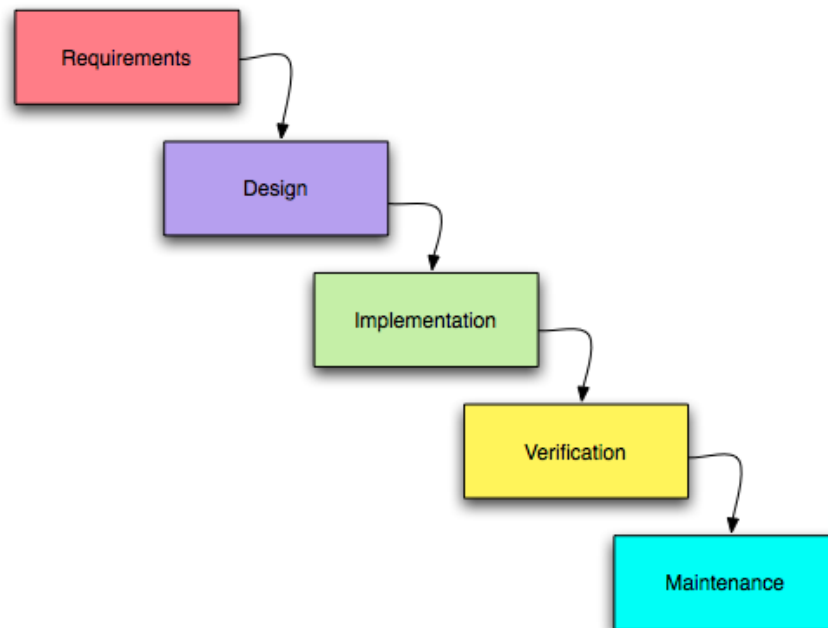 Requirements
Design
Implementation
Verification
Maintenance